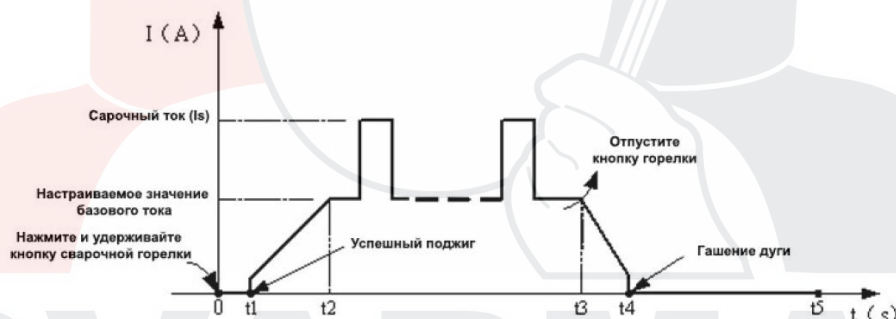 I (A)
Сарочный ток (Is)
Отпустите
кнопку горелки
Настраиваемое значение
базового тока
Нажмите и удерживайте
кнопку сварочной горелки
Успешный поджиг
Гашение дуги
0 t1 t2 t3 t4 t5 t (s)